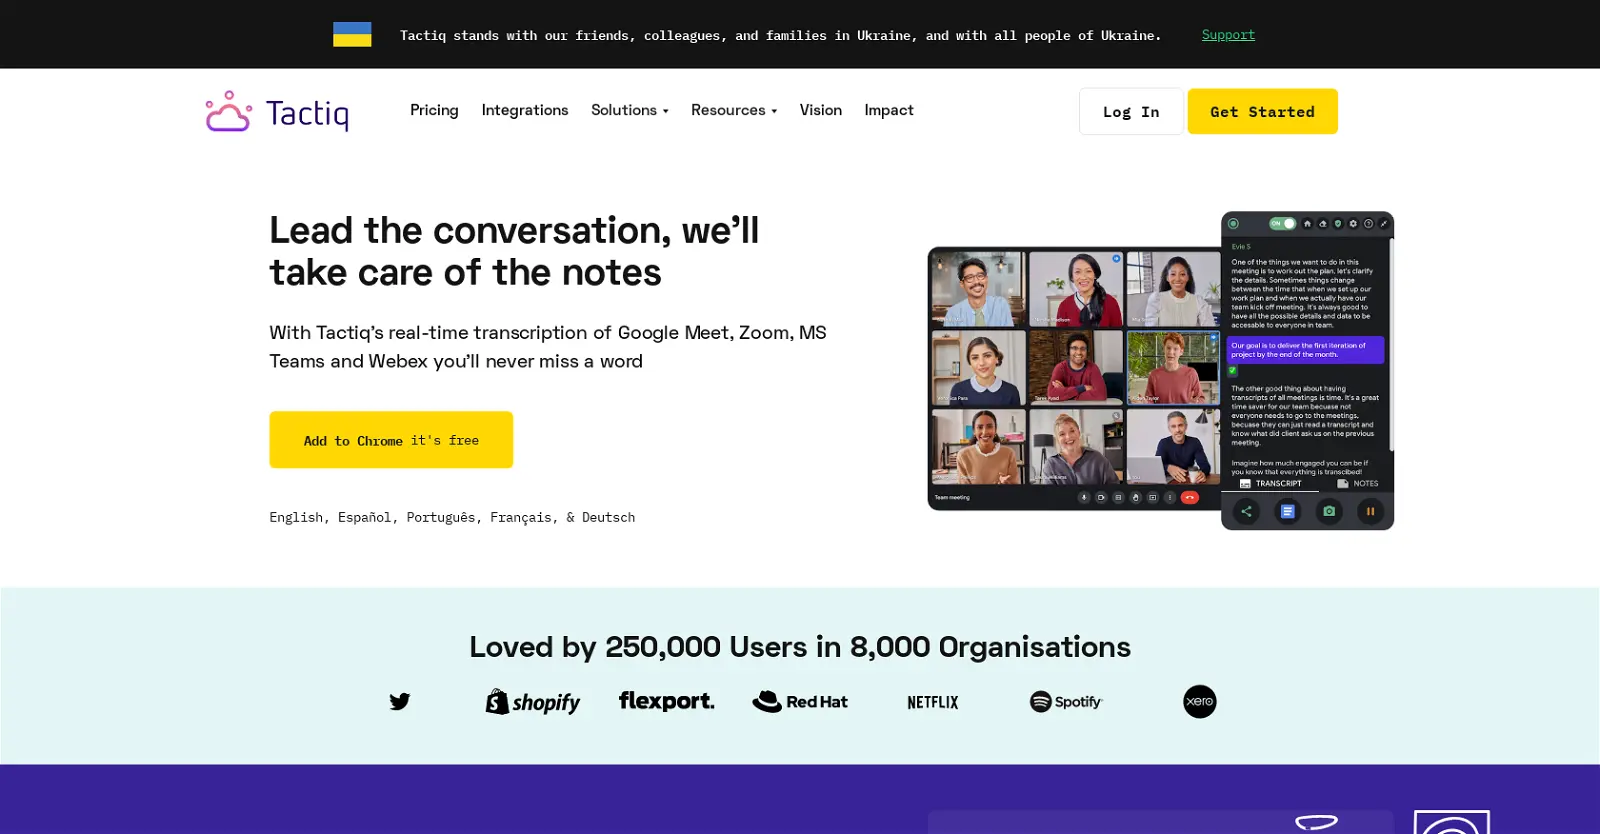 Tactiq stands with our friends, colleagues, and families in Ukraine, and with all people of Ukraine. Support
Tactiq
Pricing Integrations Solutions Resources Vision Impact
Log In Get Started
Lead the conversation, we'll
take care of the notes
With Tactiq's real-time transcription of Google Meet, Zoom, MS
Teams and Webex you'll never miss a word
Add to Chrome it's free
English, Español, Português, Français, & Deutsch
Team meeting
ON
Evie S
One of the things we want to do in this
meeting is to work out the plan. let's clarify
the details. Sometimes things change
between the time that when we set up our
work plan and when we actually have our
team kick off meeting. It's always good to
have all the possible details and data to be
accesable to everyone in team.
Our goal is to deliver the first iteration of
project by the end of the month.
The other good thing about having
transcripts of all meetings is time. It's a great
time saver for our team becuase not
everyone needs to go to the meetings,
becuase they can just read a transcript and
know what did client ask us on the previous
meeting.
Imagine how much engaged you can be if
you know that everything is transcibed!
TRANSCRIPT NOTES
Loved by 250,000 Users in 8,000 Organisations
shopify flexport. Red Hat NETFLIX Spotify xero